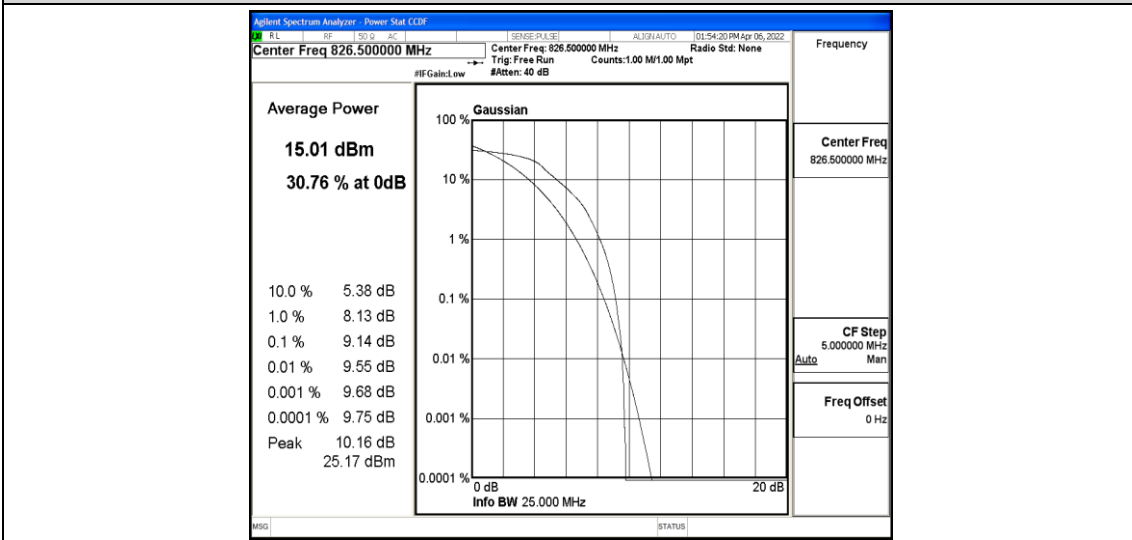 Agilent Spectrum Analyzer - Power Stat CCDF
LXI RL RF 50 Ω AC SENSE:PULSE ALIGN AUTO 01:54:20 PM Apr 06, 2022
Center Freq 826.500000 MHz
Center Freq: 826.500000 MHz Radio Std: None
Trig: Free Run Counts:1.00 M/1.00 Mpt
#IFGain:Low #Atten: 40 dB
Frequency
Average Power
15.01 dBm
30.76 % at 0dB
10.0 % 5.38 dB
1.0 % 8.13 dB
0.1 % 9.14 dB
0.01 % 9.55 dB
0.001 % 9.68 dB
0.0001 % 9.75 dB
Peak 10.16 dB
25.17 dBm
Gaussian
100 %
10 %
1 %
0.1 %
0.01 %
0.001 %
0.0001 %
0 dB 20 dB
Info BW 25.000 MHz
Center Freq
826.500000 MHz
CF Step
5.000000 MHz
Auto Man
Freq Offset
0 Hz
MSG STATUS